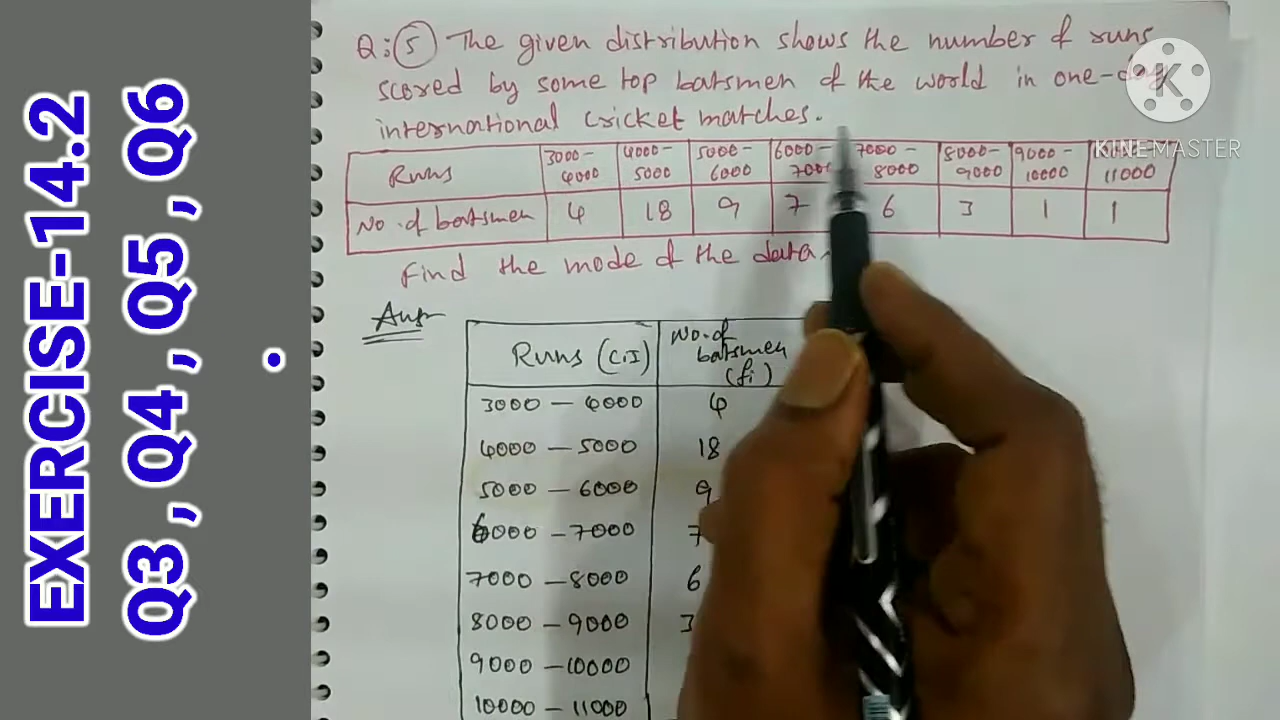 EXERCISE-14.2
Q3 , Q4 , Q5 , Q6 .
Q:5 The given distribution shows the number of runs
scored by some top batsmen of the world in one-day
international cricket matches.
KINEMASTER
Runs 3000-4000 4000-5000 5000-6000 6000-7000 7000-8000 8000-9000 9000-10000 11000
No. of batsmen 4 18 9 7 6 3 1 1
Find the mode of the data.
Ans
Runs (C.I) No. of batsmen (fi)
3000 - 4000 4
4000 - 5000 18
5000 - 6000 9
6000 - 7000 7
7000 - 8000 6
8000 - 9000 3
9000 - 10000
10000 - 11000